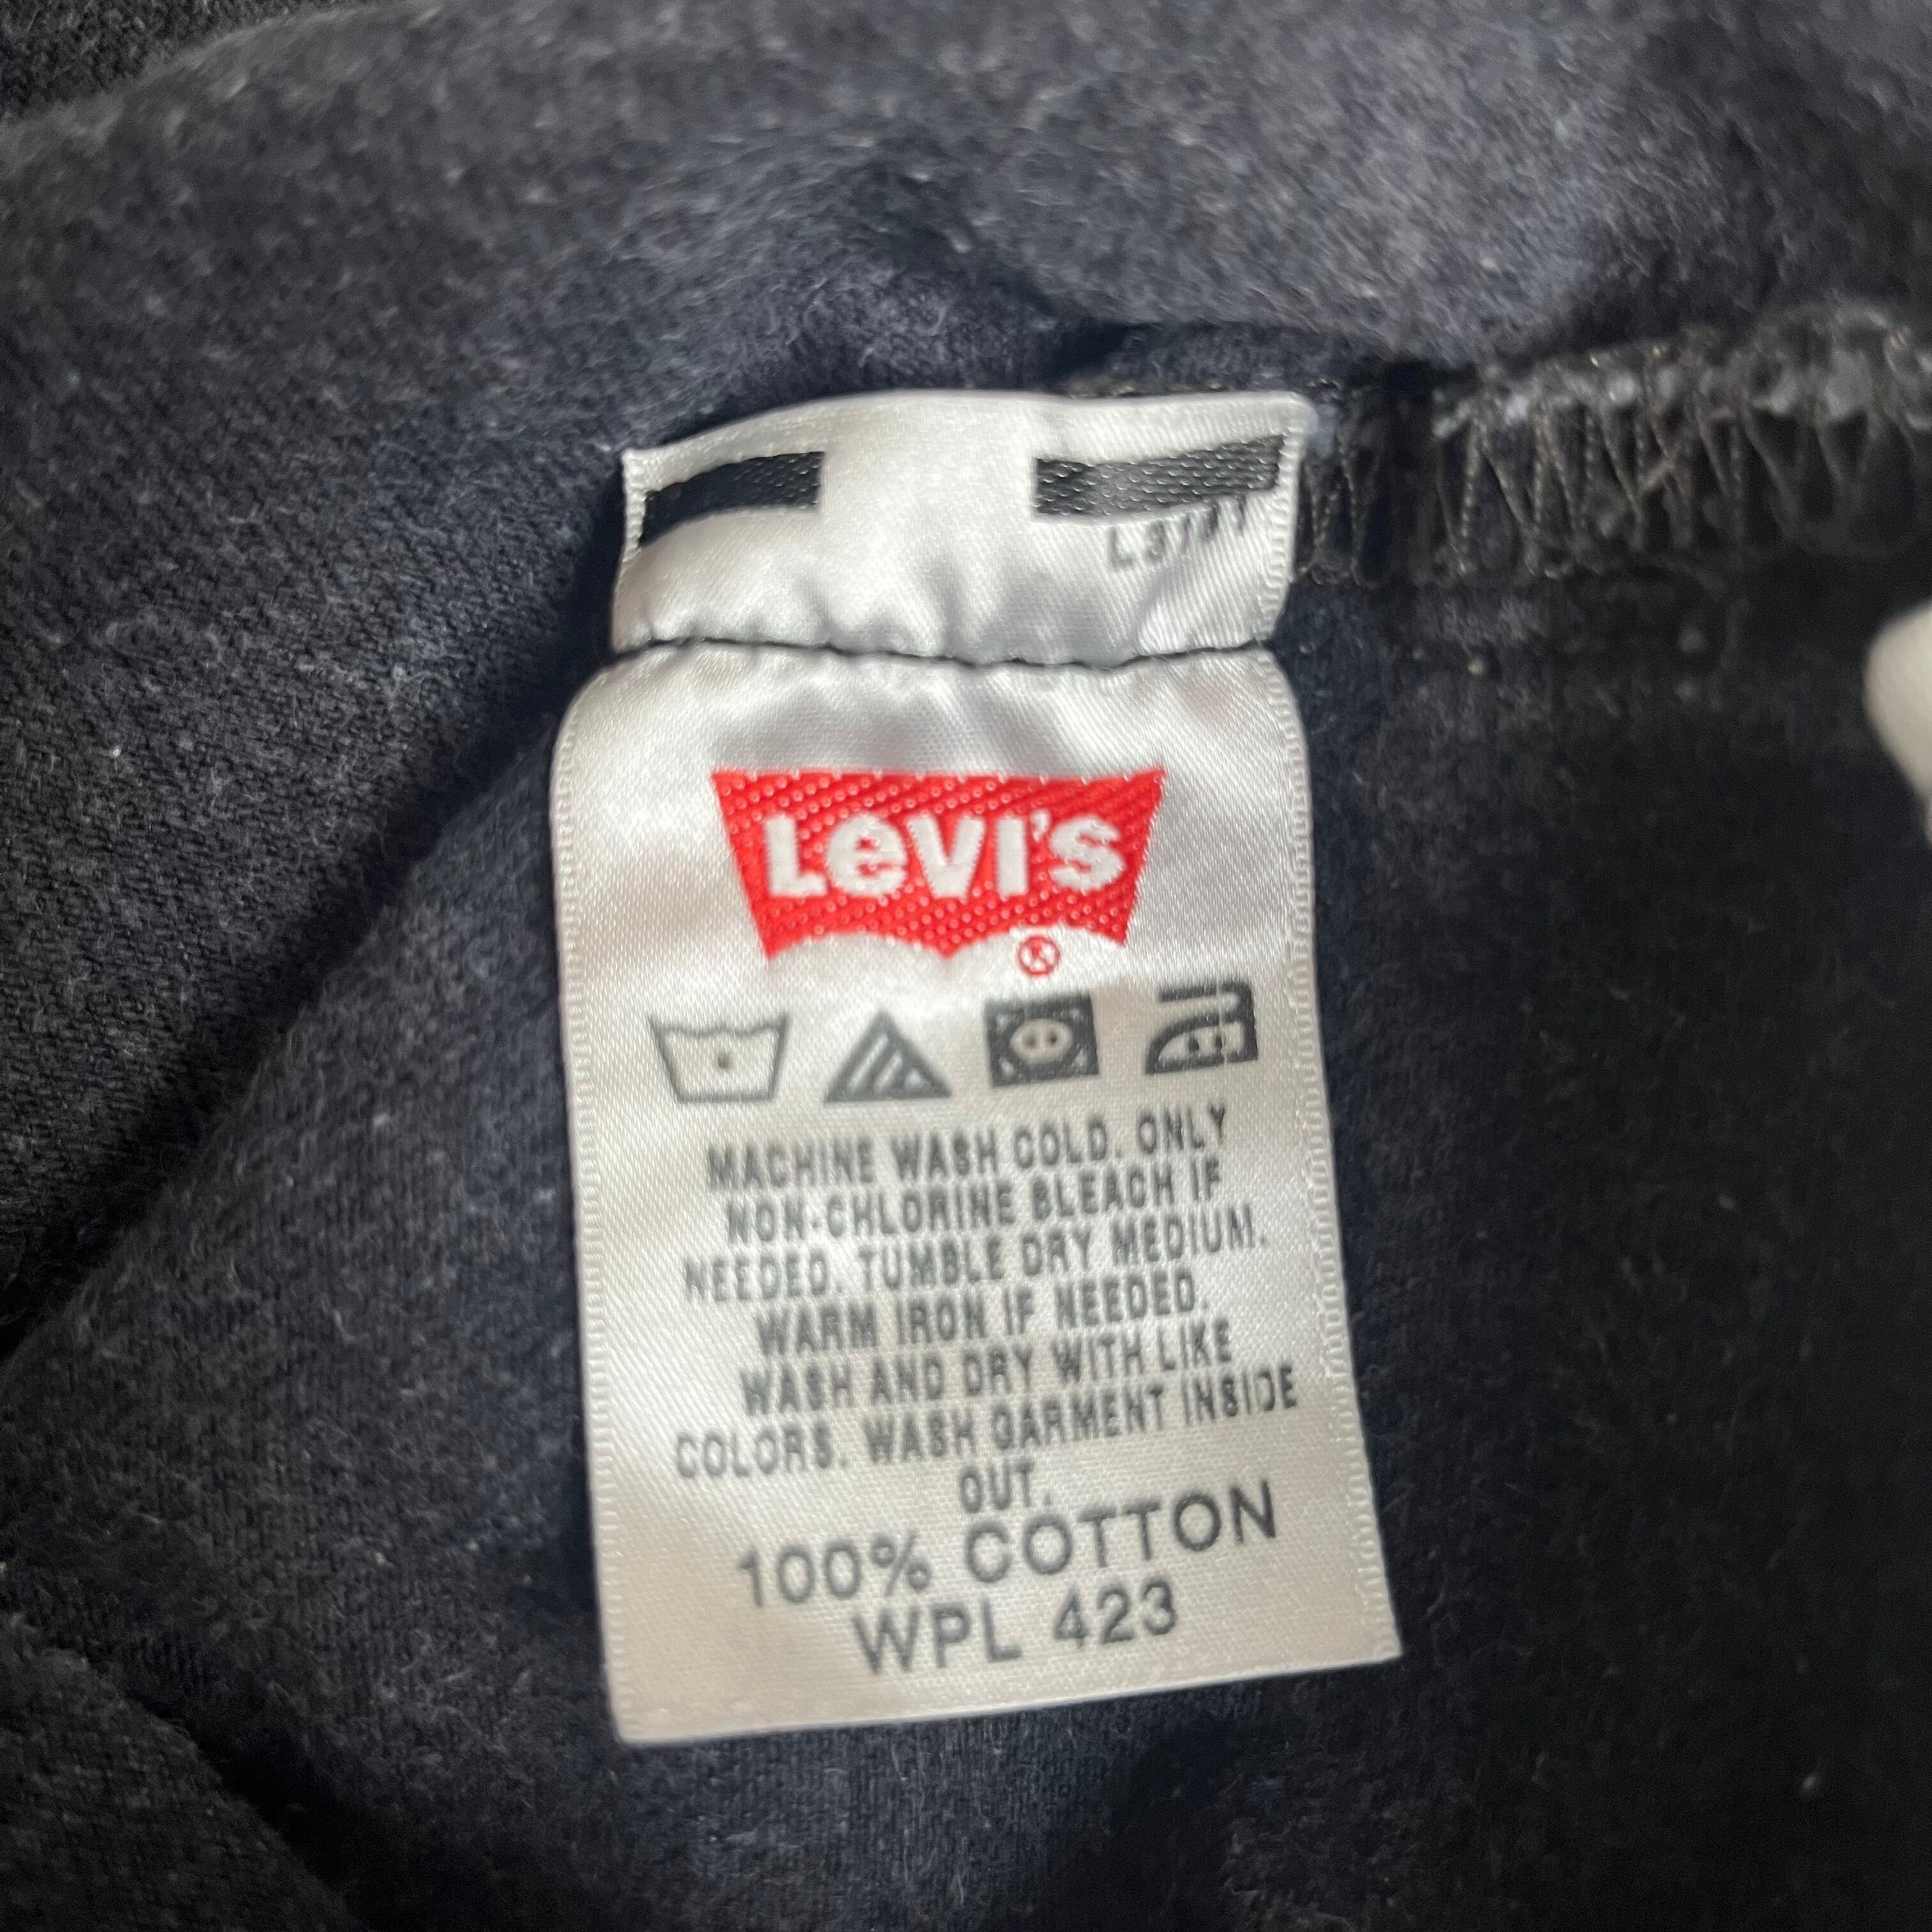 Levi's
®
MACHINE WASH COLD. ONLY
NON-CHLORINE BLEACH IF
NEEDED. TUMBLE DRY MEDIUM.
WARM IRON IF NEEDED.
WASH AND DRY WITH LIKE
COLORS. WASH GARMENT INSIDE
OUT.
100% COTTON
WPL 423